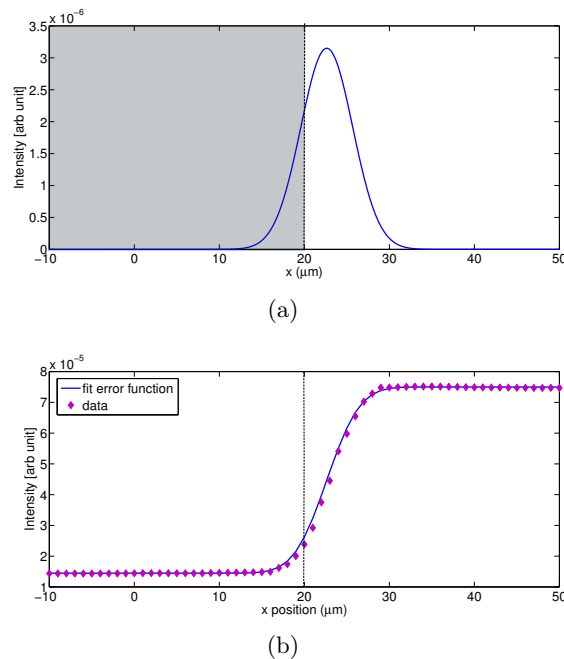 x 10⁻⁶
3.5
3
2.5
2
1.5
1
0.5
0
Intensity [arb unit]
-10 0 10 20 30 40 50
x (μm)
(a)
x 10⁻⁵
8
7
6
5
4
3
2
1
Intensity [arb unit]
fit error function
data
-10 0 10 20 30 40 50
x position (μm)
(b)